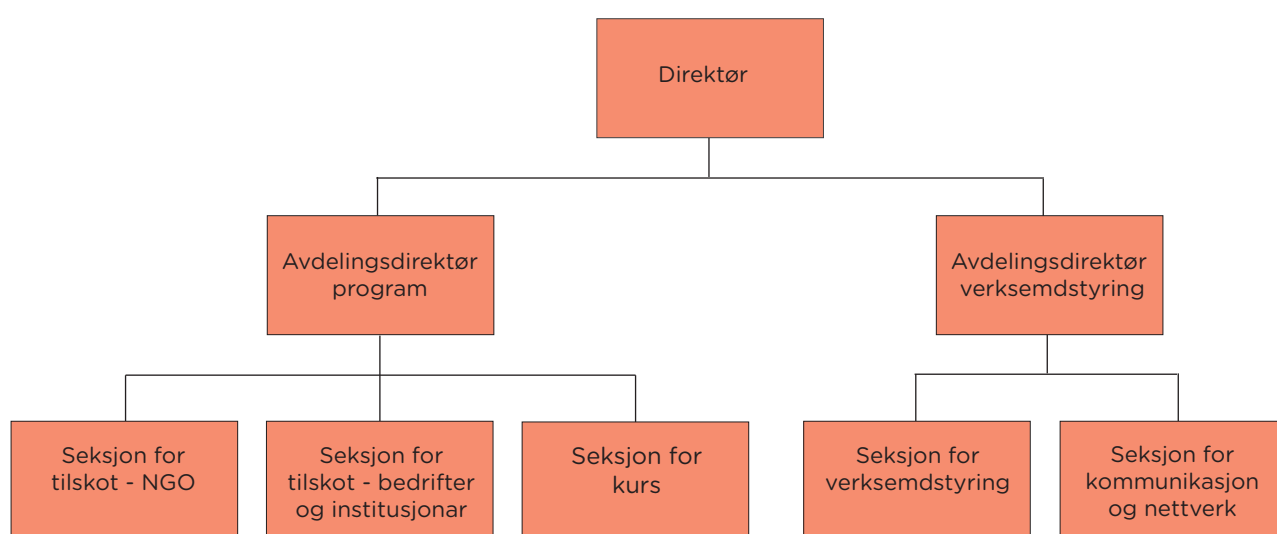 Direktør
Avdelingsdirektør
program
Avdelingsdirektør
verksemdstyring
Seksjon for
tilskot - NGO
Seksjon for
tilskot - bedrifter
og institusjonar
Seksjon for
kurs
Seksjon for
verksemdstyring
Seksjon for
kommunikasjon
og nettverk